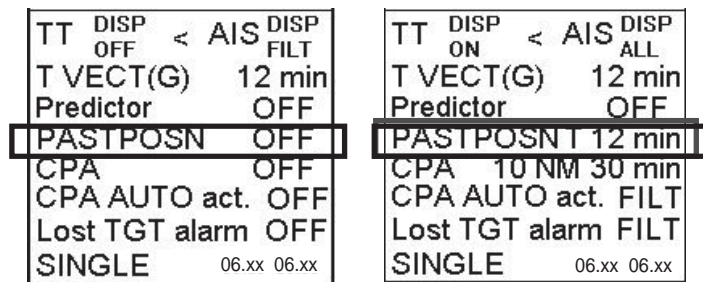 TT DISP OFF < AIS DISP FILT
T VECT(G) 12 min
Predictor OFF
PASTPOSN OFF
CPA OFF
CPA AUTO act. OFF
Lost TGT alarm OFF
SINGLE 06.xx 06.xx
TT DISP ON < AIS DISP ALL
T VECT(G) 12 min
Predictor OFF
PASTPOSN T 12 min
CPA 10 NM 30 min
CPA AUTO act. FILT
Lost TGT alarm FILT
SINGLE 06.xx 06.xx